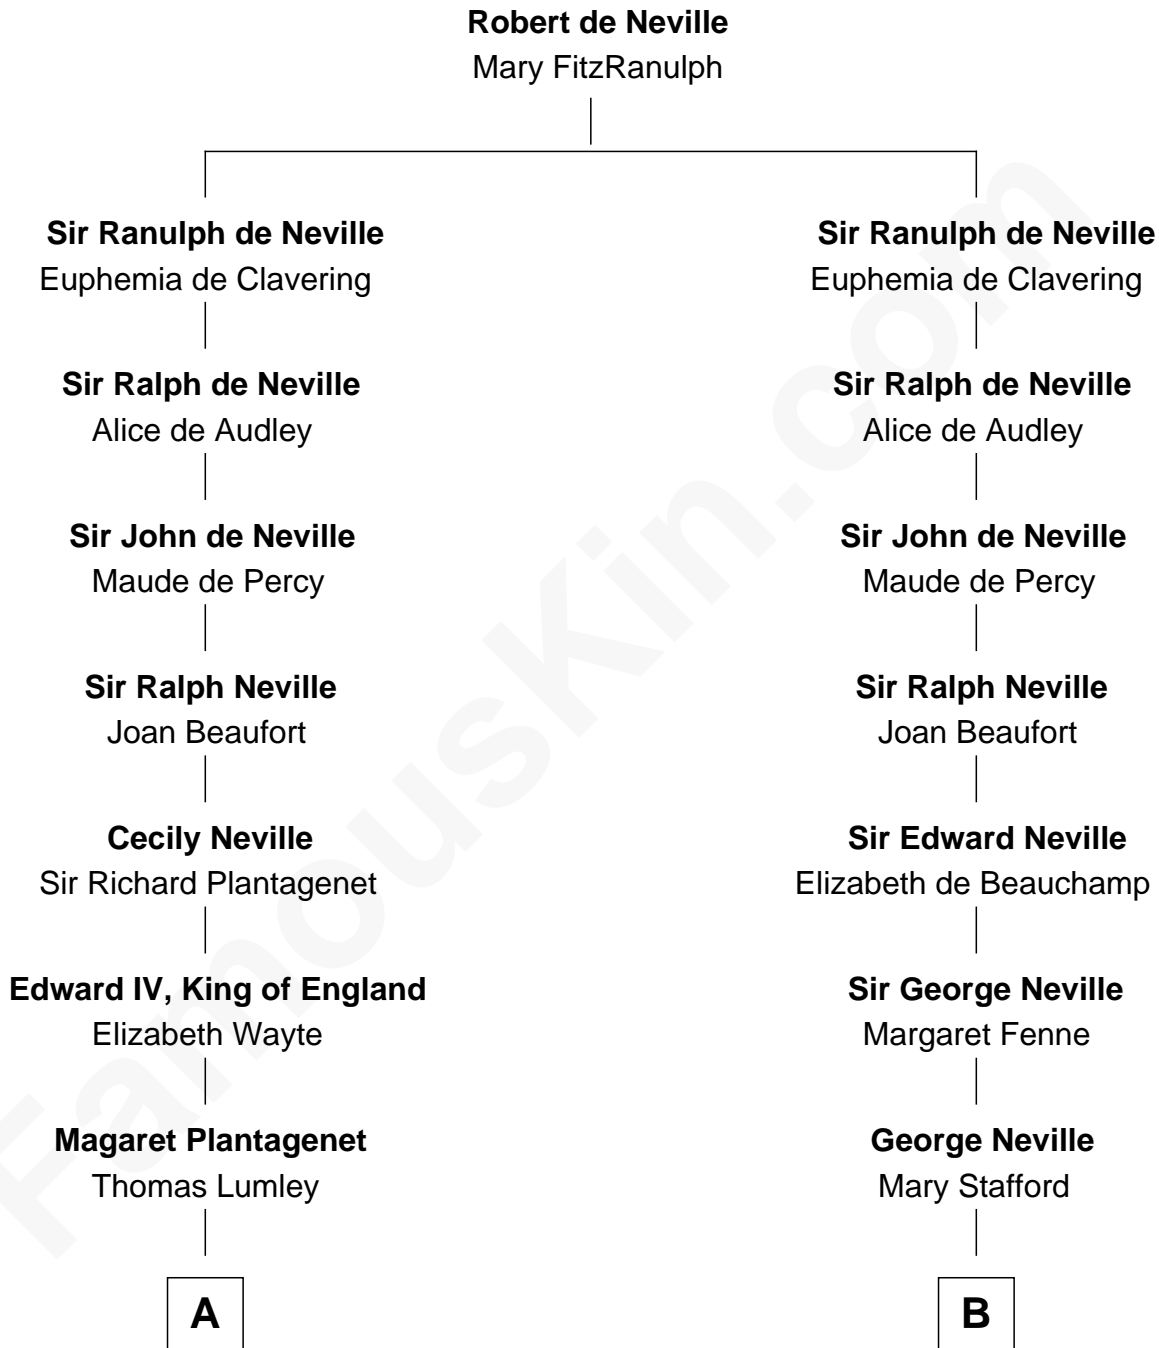 Robert de Neville
Mary FitzRanulph
Sir Ranulph de Neville
Euphemia de Clavering
Sir Ranulph de Neville
Euphemia de Clavering
Sir Ralph de Neville
Alice de Audley
Sir Ralph de Neville
Alice de Audley
Sir John de Neville
Maude de Percy
Sir John de Neville
Maude de Percy
Sir Ralph Neville
Joan Beaufort
Sir Ralph Neville
Joan Beaufort
Cecily Neville
Sir Richard Plantagenet
Sir Edward Neville
Elizabeth de Beauchamp
Edward IV, King of England
Elizabeth Wayte
Sir George Neville
Margaret Fenne
Magaret Plantagenet
Thomas Lumley
George Neville
Mary Stafford
A
B
FamousKin.com